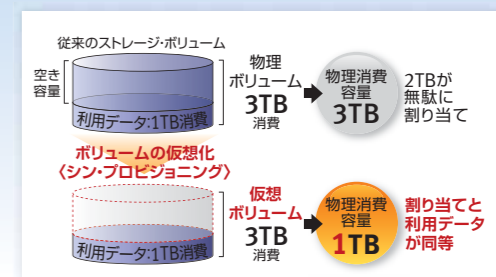 従来のストレージ･ボリューム
空き
容量
利用データ:1TB消費
物理
ボリューム
3TB
消費
物理消費
容量
3TB
2TBが
無駄に
割り当て
ボリュームの仮想化
〈シン･プロビジョニング〉
利用データ:1TB消費
仮想
ボリューム
3TB
消費
物理消費
容量
1TB
割り当てと
利用データ
が同等